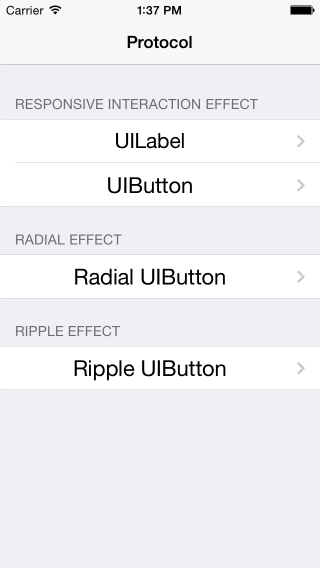 Carrier 1:37 PM
Protocol
RESPONSIVE INTERACTION EFFECT
UILabel
UIButton
RADIAL EFFECT
Radial UIButton
RIPPLE EFFECT
Ripple UIButton